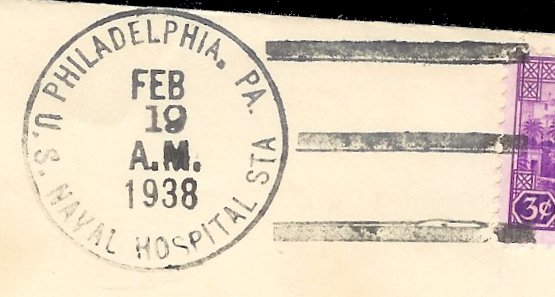 PHILADELPHIA, PA.
U.S. NAVAL HOSPITAL STA
FEB
19
A.M.
1938
3¢